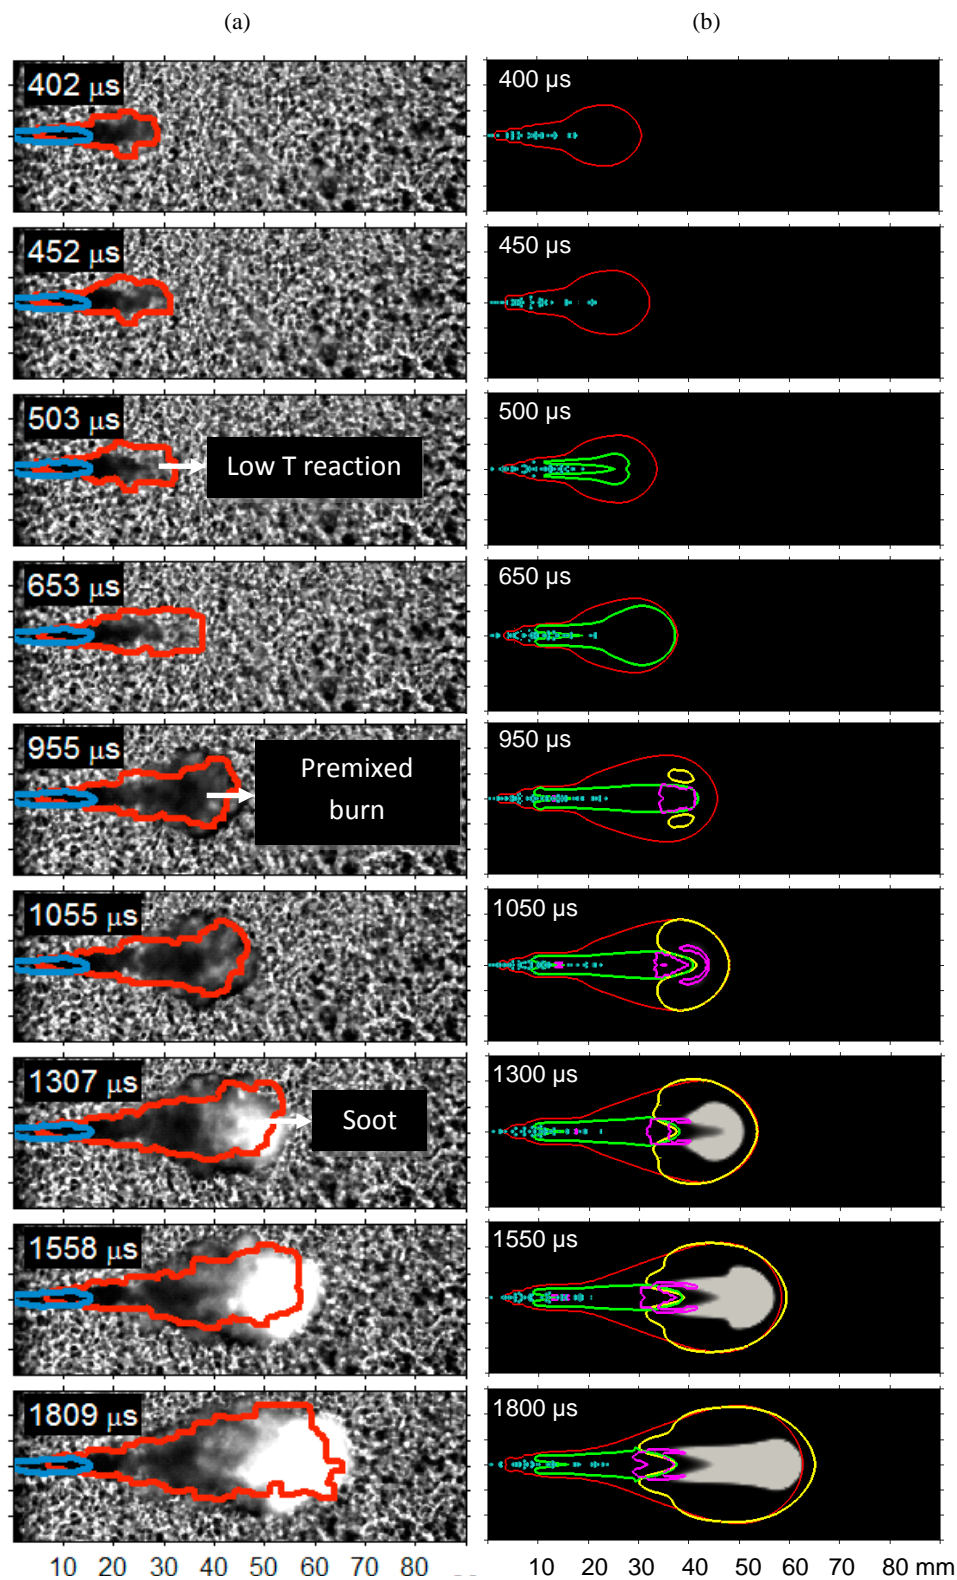 (a)
(b)
402 µs
400 µs
452 µs
450 µs
503 µs
Low T reaction
500 µs
653 µs
650 µs
955 µs
Premixed
burn
950 µs
1055 µs
1050 µs
1307 µs
Soot
1300 µs
1558 µs
1550 µs
1809 µs
1800 µs
10 20 30 40 50 60 70 80
10 20 30 40 50 60 70 80 mm